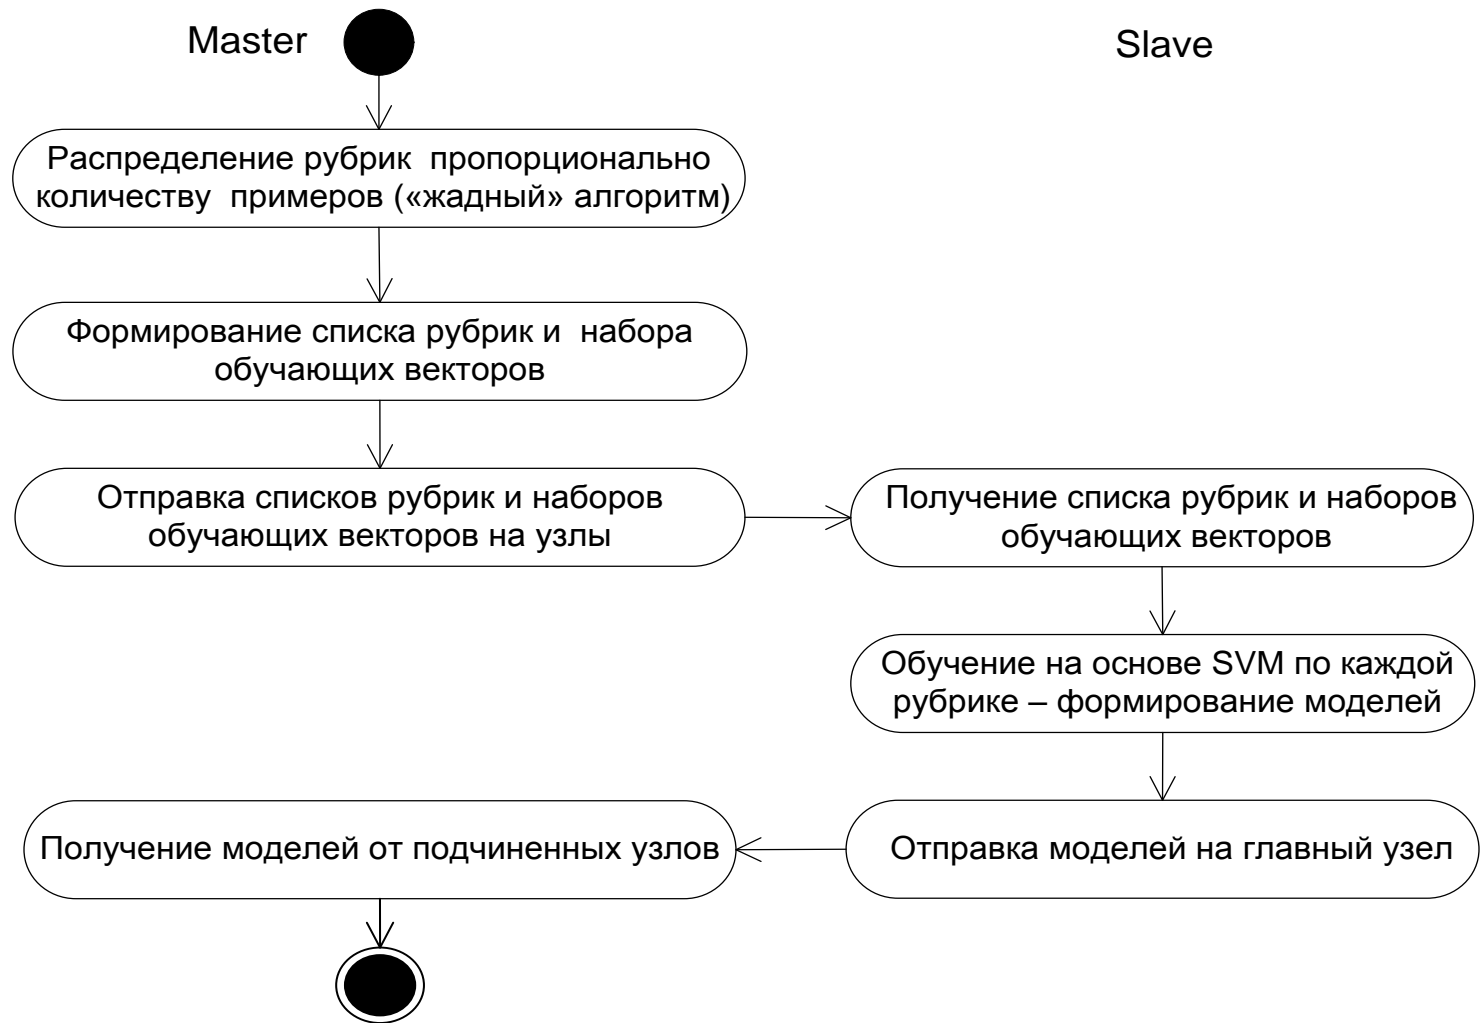 Master
Slave
Распределение рубрик пропорционально
количеству примеров («жадный» алгоритм)
Формирование списка рубрик и набора
обучающих векторов
Отправка списков рубрик и наборов
обучающих векторов на узлы
Получение списка рубрик и наборов
обучающих векторов
Обучение на основе SVM по каждой
рубрике – формирование моделей
Отправка моделей на главный узел
Получение моделей от подчиненных узлов